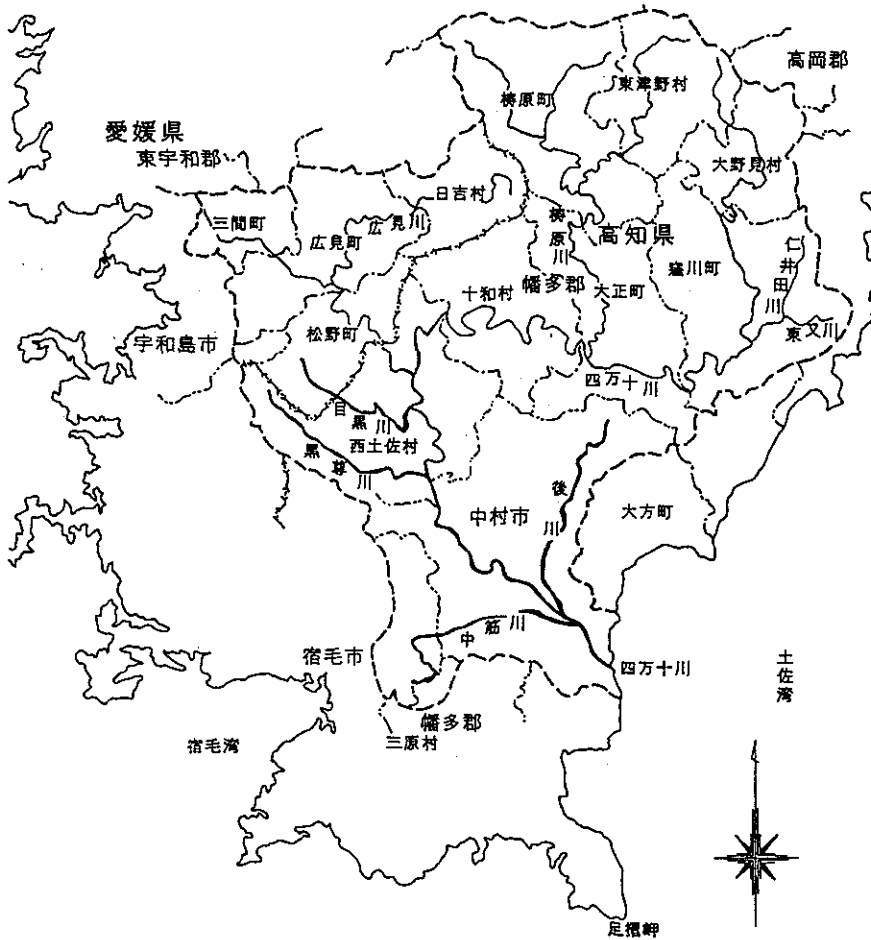 高岡郡
梼原町
東津野村
愛媛県
東宇和郡
大野見村
日吉村
三間町
広見川
広見町
梼原川
高知県
仁井田川
窪川町
幡多郡
十和村
大正町
東又川
松野町
宇和島市
四万十川
目黒川
西土佐村
黒尊川
後川
中村市
大方町
中筋川
宿毛市
四万十川
土佐湾
幡多郡
三原村
宿毛湾
足摺岬